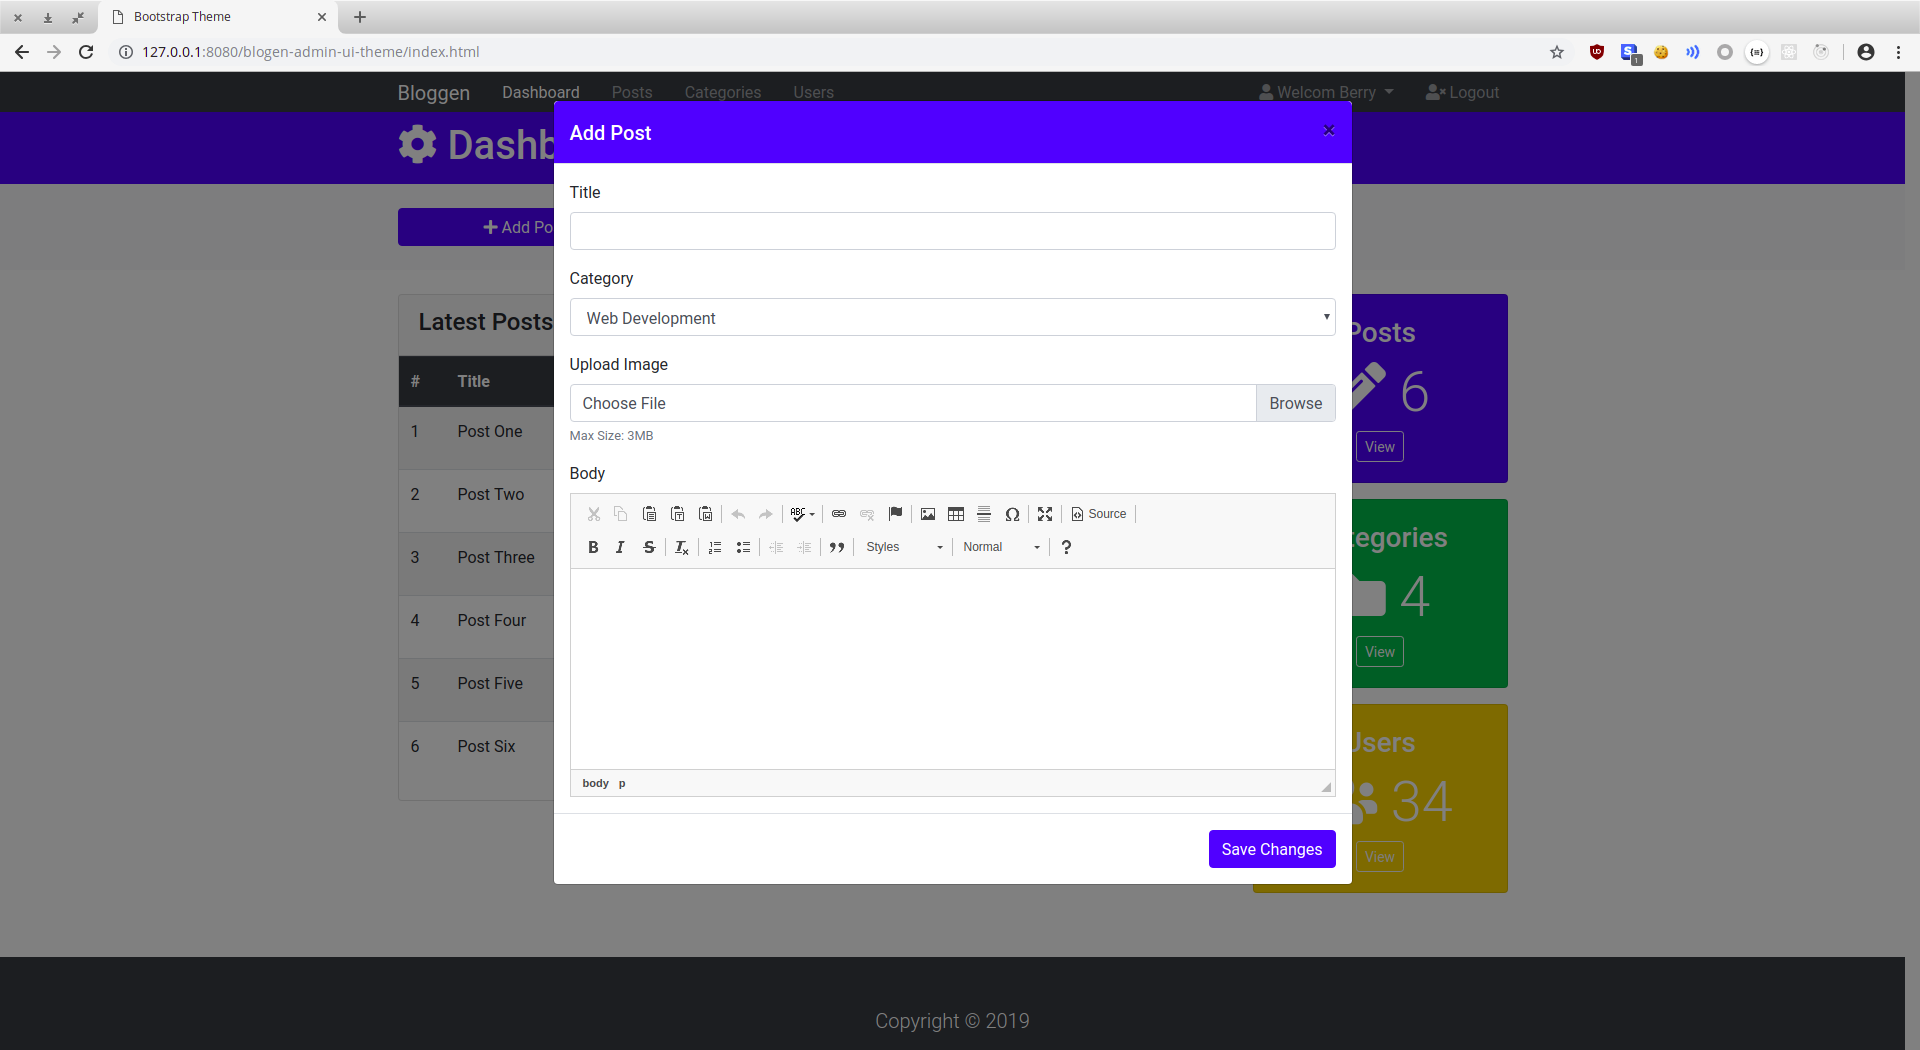 Bootstrap Theme
127.0.0.1:8080/blogen-admin-ui-theme/index.html
1
Bloggen Dashboard Posts Categories Users Welcom Berry Logout
Dashb
Add Post
×
Add Po
Title
Category
Web Development
Upload Image
Choose File Browse
Max Size: 3MB
Body
ABC Ω Source
B I S Tx Styles Normal ?
body p
Save Changes
Latest Posts
# Title
1 Post One
2 Post Two
3 Post Three
4 Post Four
5 Post Five
6 Post Six
Posts
6
View
tegories
4
View
Users
34
View
Copyright © 2019